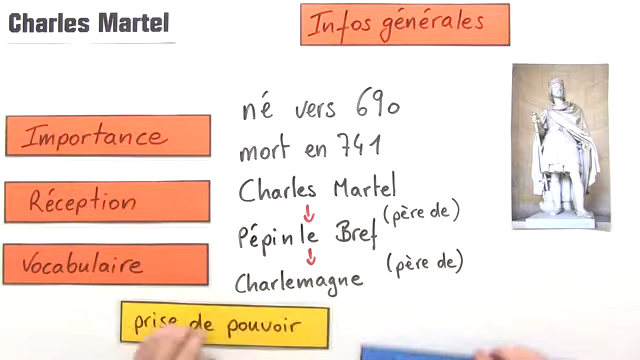 Charles Martel
Infos générales
Importance
Réception
Vocabulaire
né vers 690
mort en 741
Charles Martel
Pépin le Bref (père de)
Charlemagne (père de)
prise de pouvoir